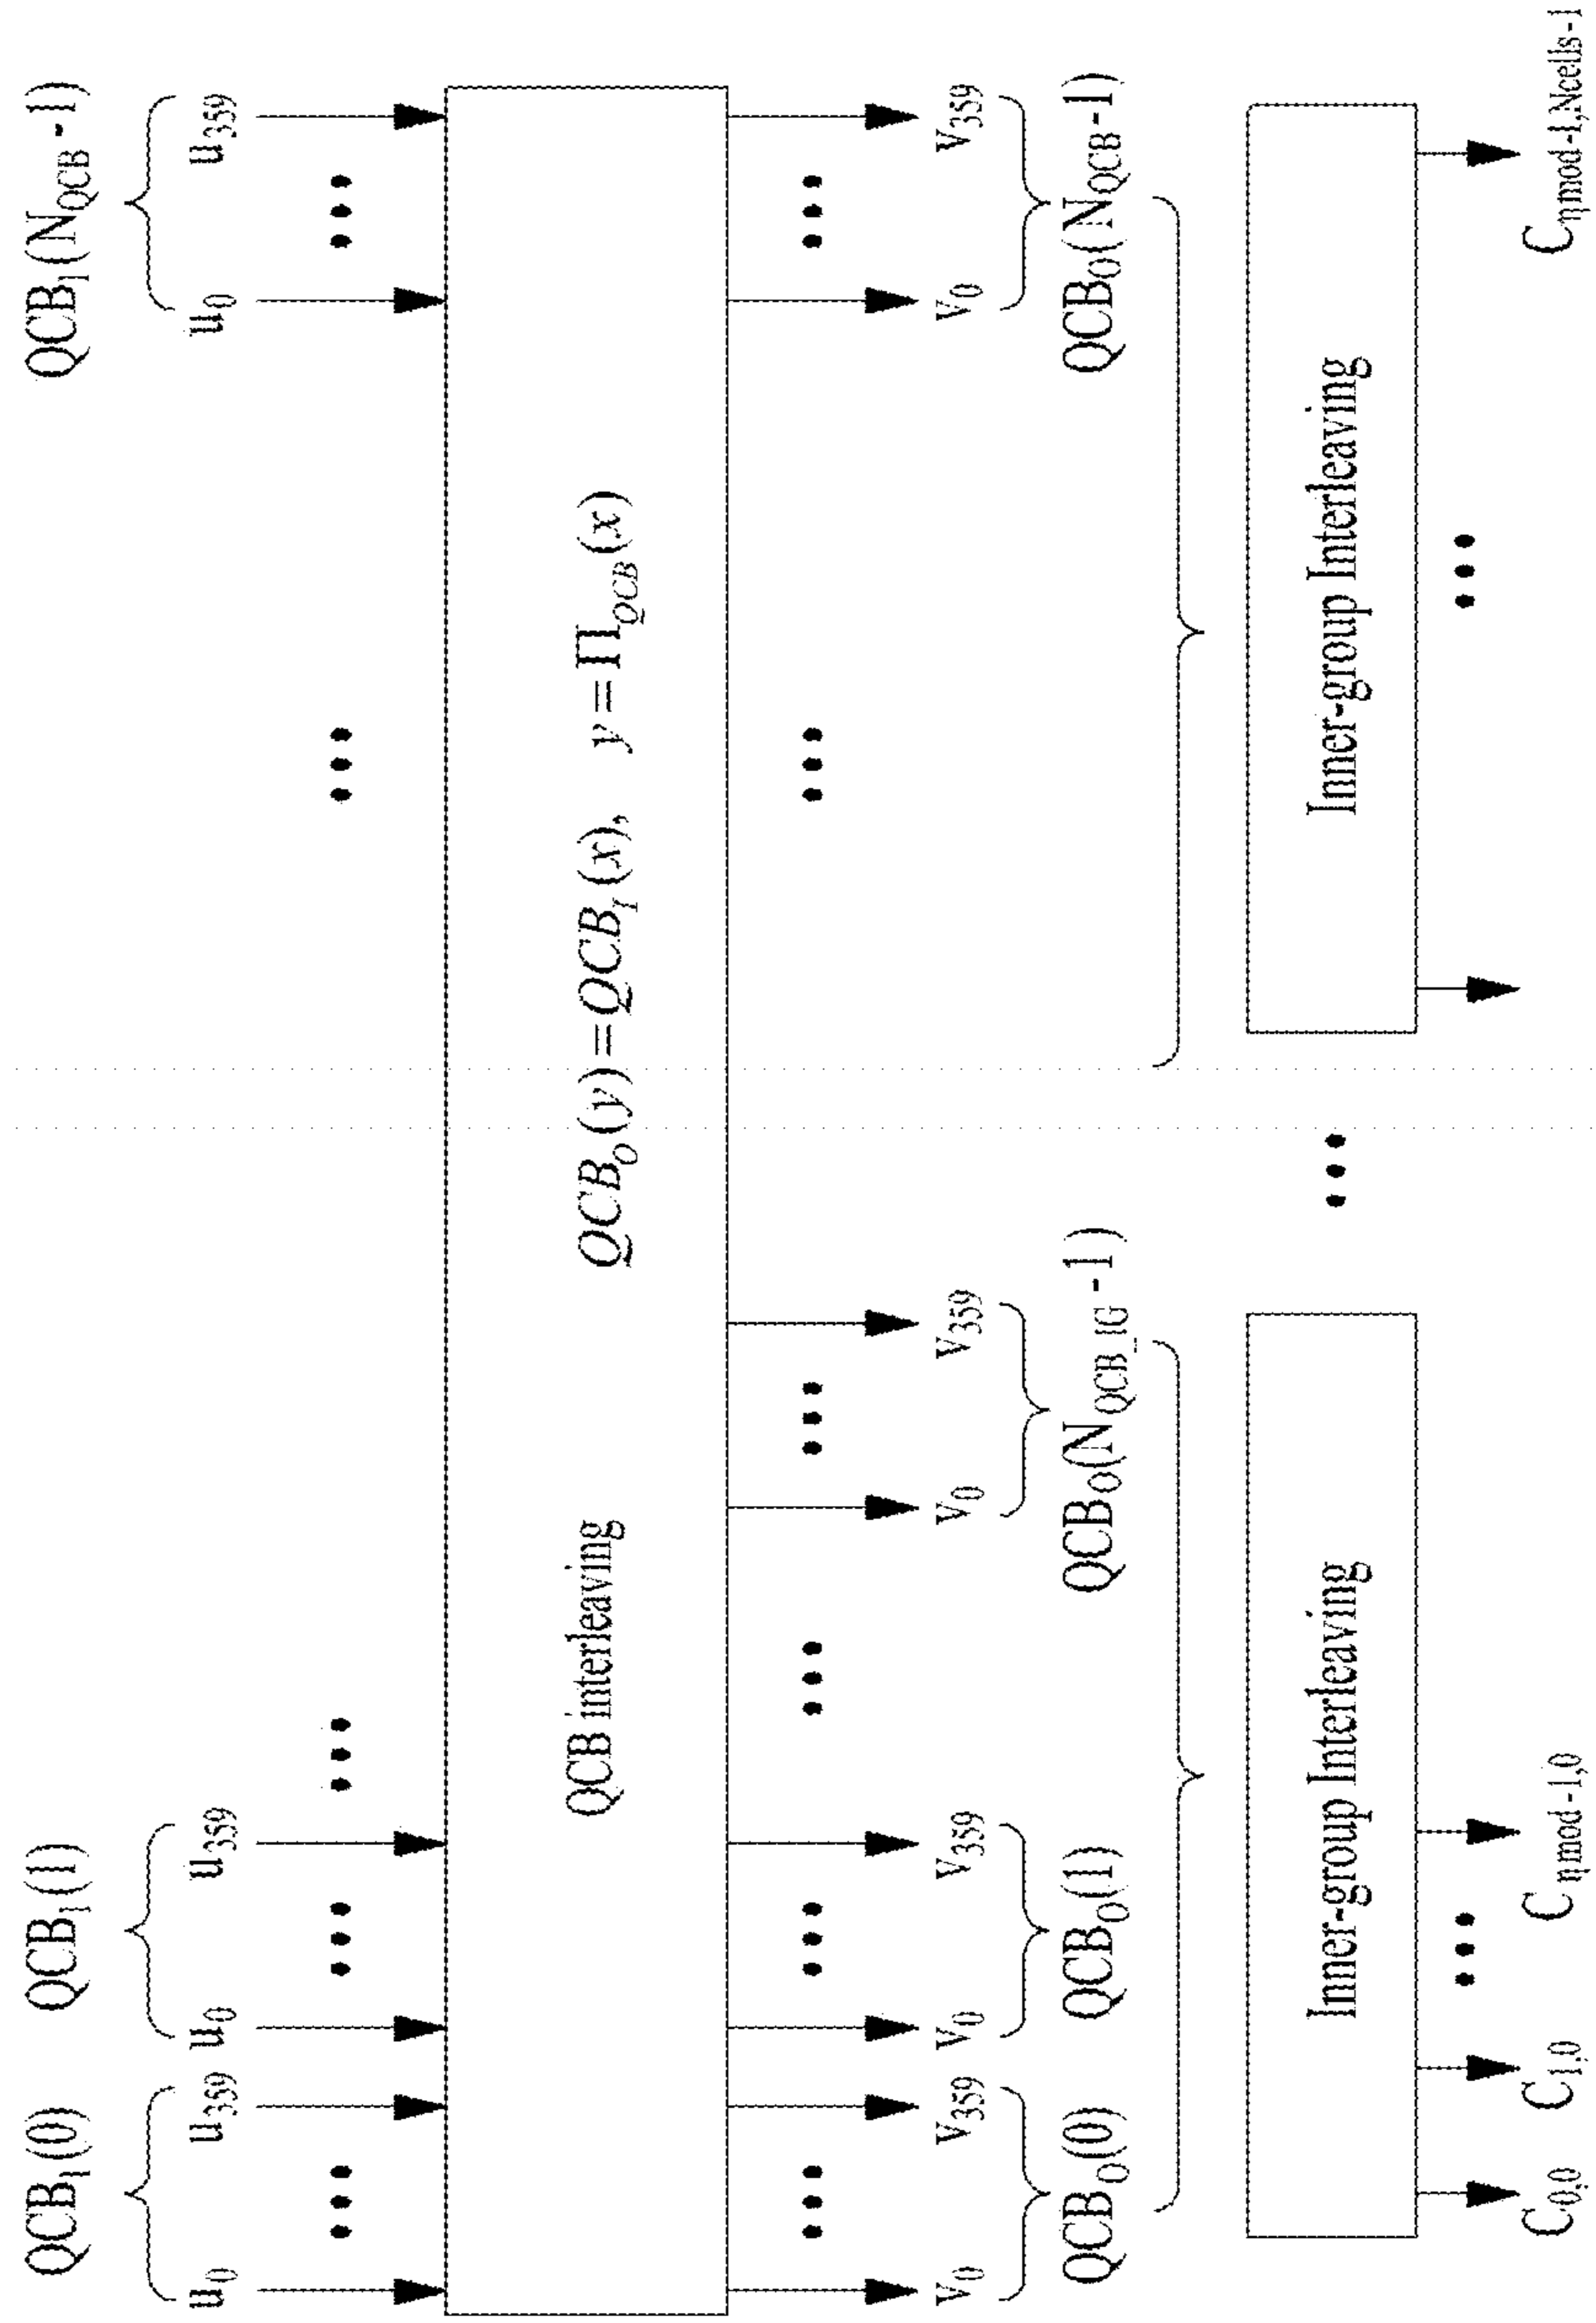 QCB_I(0) QCB_I(1) QCB_I(N_QCB -1)
u_0 u_359 u_0 u_359 u_0 u_359
QCB interleaving QCB_O(y)=QCB_I(x), y=Π_QCB(x)
v_0 v_359 v_0 v_359 v_0 v_359 v_0 v_359
QCB_O(0) QCB_O(1) QCB_O(N_QCB_IG -1) QCB_O(N_QCB-1)
Inner-group Interleaving Inner-group Interleaving
C_0,0 C_1,0 C_ηmod-1,0 C_ηmod-1,Ncells-1